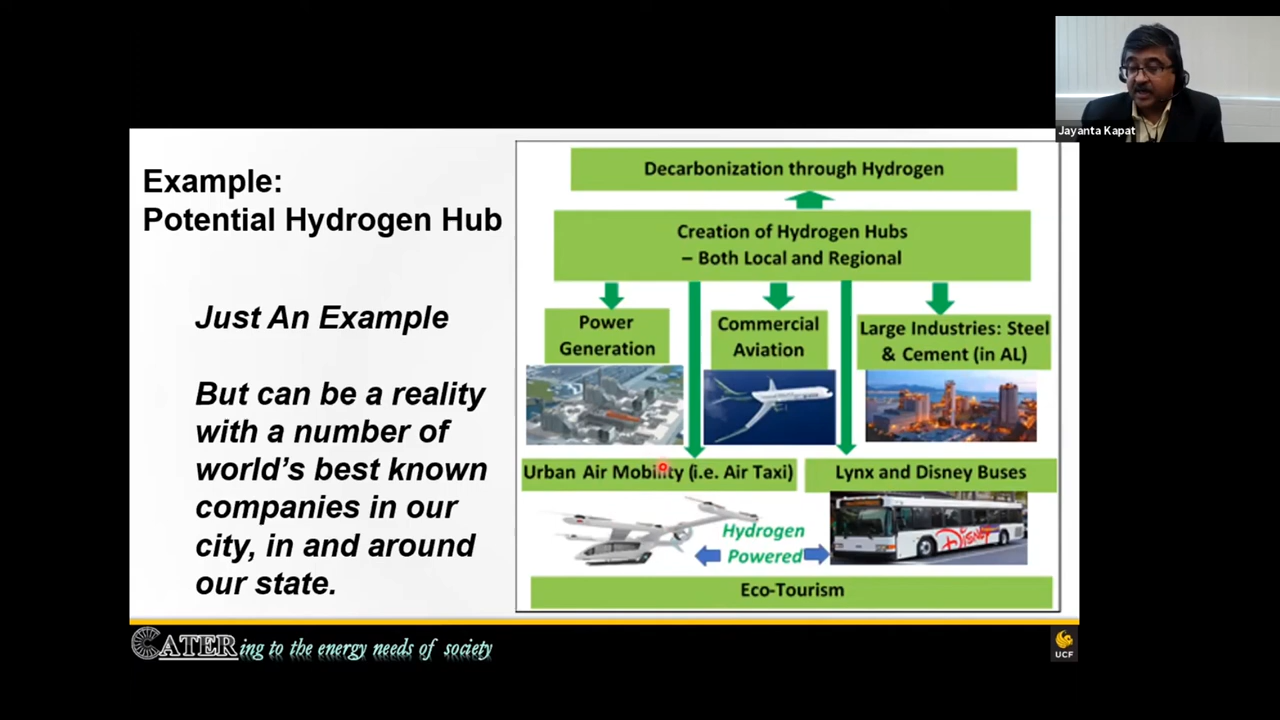 Jayanta Kapat
Example:
Potential Hydrogen Hub
Just An Example
But can be a reality
with a number of
world's best known
companies in our
city, in and around
our state.
Decarbonization through Hydrogen
Creation of Hydrogen Hubs
– Both Local and Regional
Power
Generation
Commercial
Aviation
Large Industries: Steel
& Cement (in AL)
Urban Air Mobility (i.e. Air Taxi)
Lynx and Disney Buses
Hydrogen
Powered
Disney
Eco-Tourism
CATERing to the energy needs of society
UCF